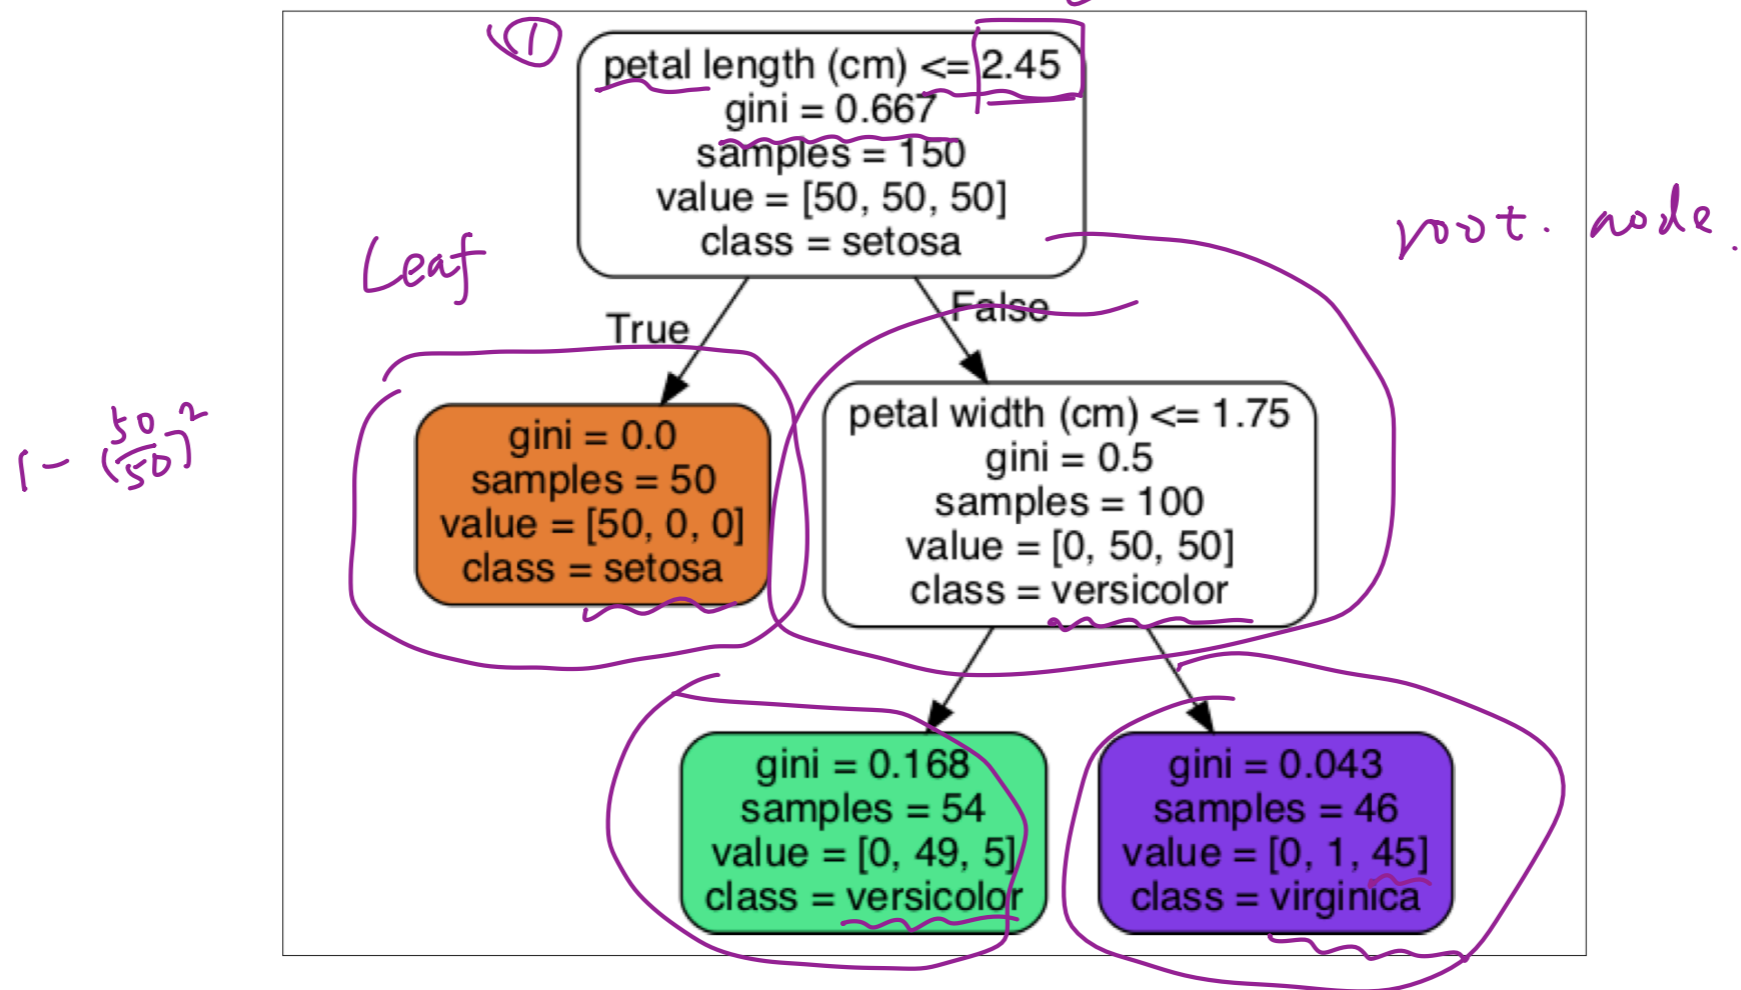 ①
petal length (cm) <= 2.45
gini = 0.667
samples = 150
value = [50, 50, 50]
class = setosa
root. node.
Leaf
True
False
1 - (50/50)²
gini = 0.0
samples = 50
value = [50, 0, 0]
class = setosa
petal width (cm) <= 1.75
gini = 0.5
samples = 100
value = [0, 50, 50]
class = versicolor
gini = 0.168
samples = 54
value = [0, 49, 5]
class = versicolor
gini = 0.043
samples = 46
value = [0, 1, 45]
class = virginica